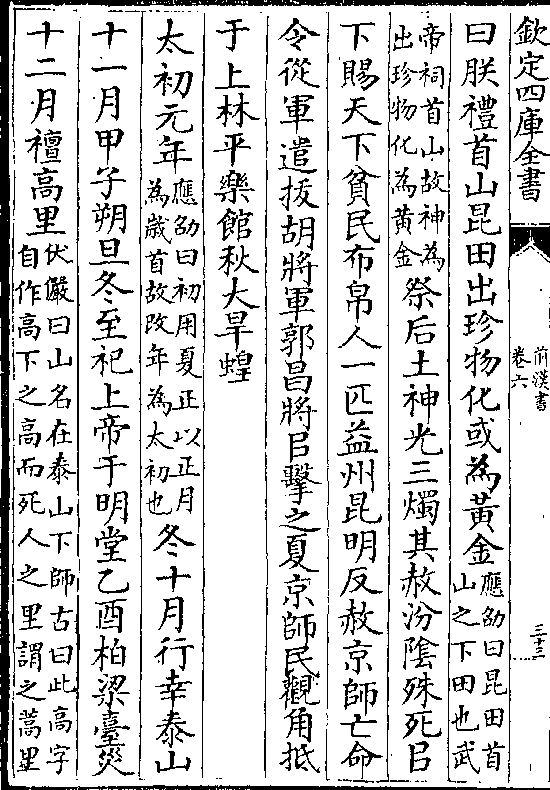 欽定四庫全書
前漢書
卷六
三十三
曰朕禮首山昆田出珍物化或為黃金應劭曰昆田首山之下田也武
帝祠首山故神為出珍物化為黃金祭后土神光三燭其赦汾陰殊死㠯
下賜天下貧民布帛人一匹益州昆明反赦京師亡命
令從軍遣拔胡將軍郭昌將㠯擊之夏京師民觀角抵
于上林平樂館秋大旱蝗
太初元年應劭曰初用夏正以正月為歲首故改年為太初也冬十月行幸泰山
十一月甲子朔旦冬至祀上帝于明堂乙酉柏梁臺災
十二月禮高里伏儼曰山名在泰山下師古曰此高字自作高下之高而死人之里謂之蒿里